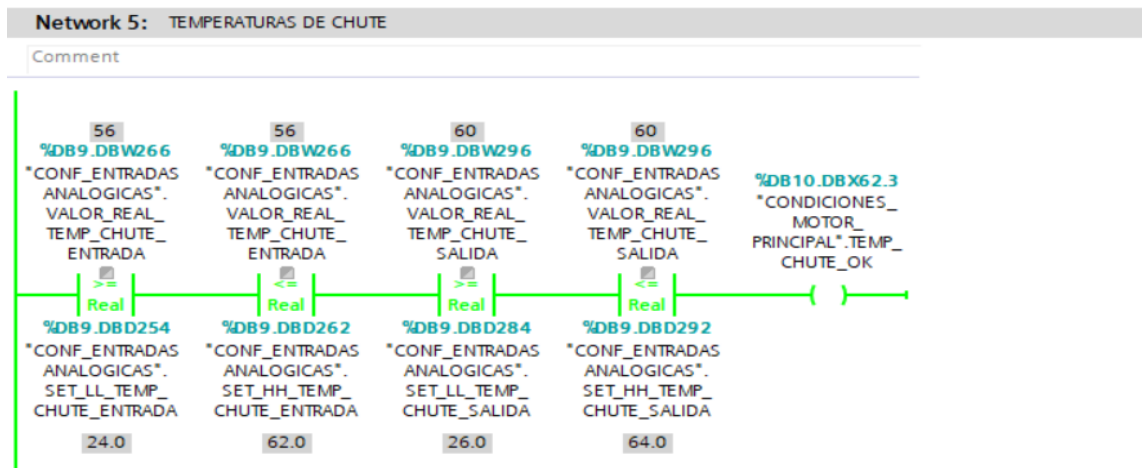 Network 5: TEMPERATURAS DE CHUTE
Comment
56
%DB9.DBW266
"CONF_ENTRADAS
ANALOGICAS".
VALOR_REAL_
TEMP_CHUTE_
ENTRADA
>=
Real
%DB9.DBD254
"CONF_ENTRADAS
ANALOGICAS".
SET_LL_TEMP_
CHUTE_ENTRADA
24.0
56
%DB9.DBW266
"CONF_ENTRADAS
ANALOGICAS".
VALOR_REAL_
TEMP_CHUTE_
ENTRADA
<=
Real
%DB9.DBD262
"CONF_ENTRADAS
ANALOGICAS".
SET_HH_TEMP_
CHUTE_ENTRADA
62.0
60
%DB9.DBW296
"CONF_ENTRADAS
ANALOGICAS".
VALOR_REAL_
TEMP_CHUTE_
SALIDA
>=
Real
%DB9.DBD284
"CONF_ENTRADAS
ANALOGICAS".
SET_LL_TEMP_
CHUTE_SALIDA
26.0
60
%DB9.DBW296
"CONF_ENTRADAS
ANALOGICAS".
VALOR_REAL_
TEMP_CHUTE_
SALIDA
<=
Real
%DB9.DBD292
"CONF_ENTRADAS
ANALOGICAS".
SET_HH_TEMP_
CHUTE_SALIDA
64.0
%DB10.DBX62.3
"CONDICIONES_
MOTOR_
PRINCIPAL".TEMP_
CHUTE_OK